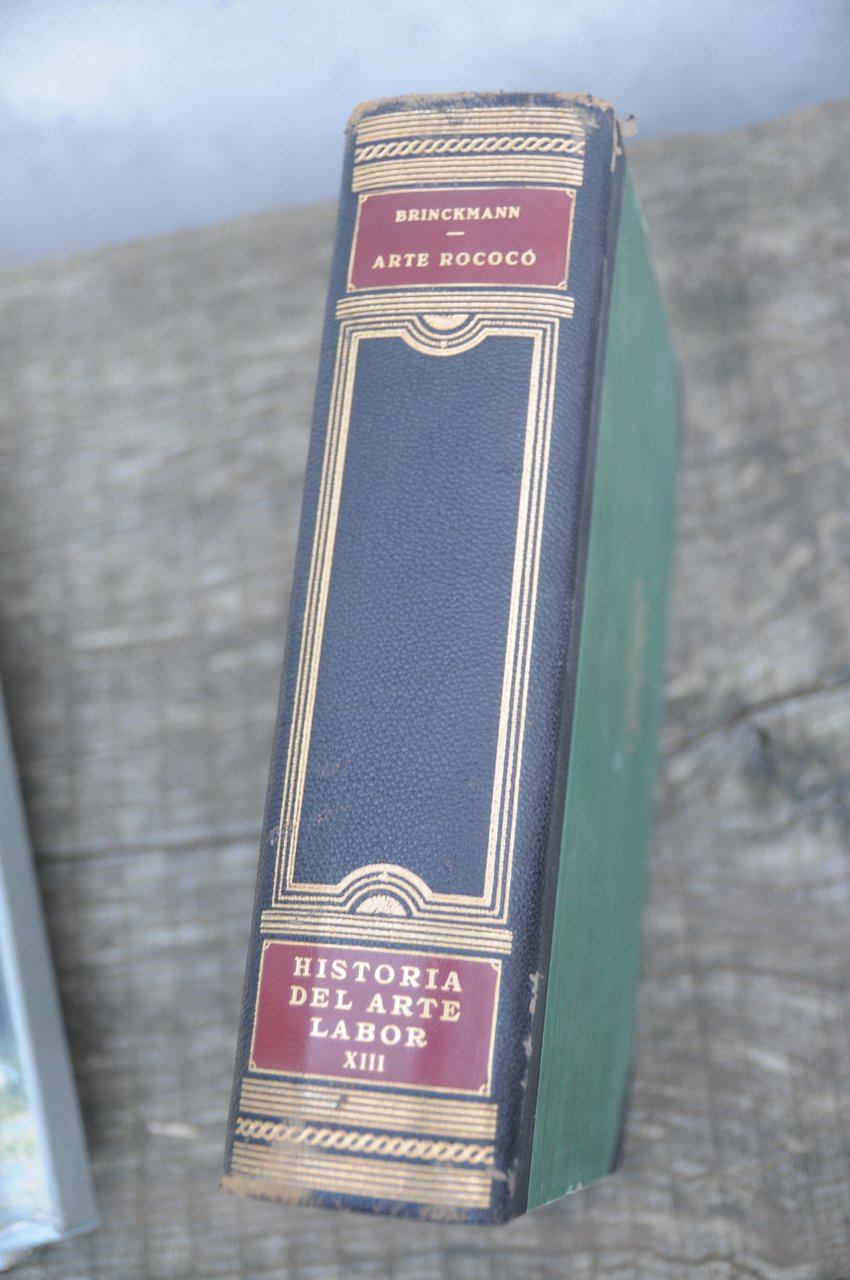 BRINCKMANN
—
ARTE ROCOCÓ
HISTORIA
DEL ARTE
LABOR
XIII